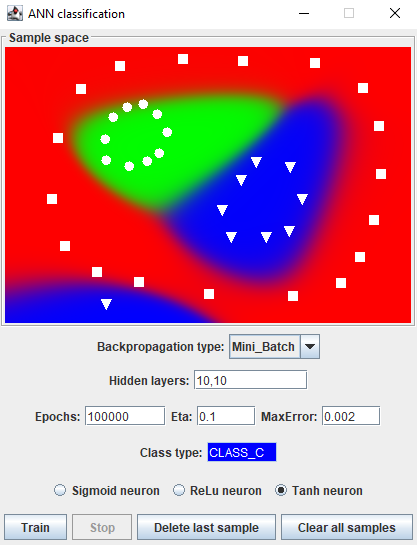 ANN classification
Sample space
Backpropagation type: Mini_Batch
Hidden layers: 10,10
Epochs: 100000 Eta: 0.1 MaxError: 0.002
Class type: CLASS_C
Sigmoid neuron ReLu neuron Tanh neuron
Train Stop Delete last sample Clear all samples